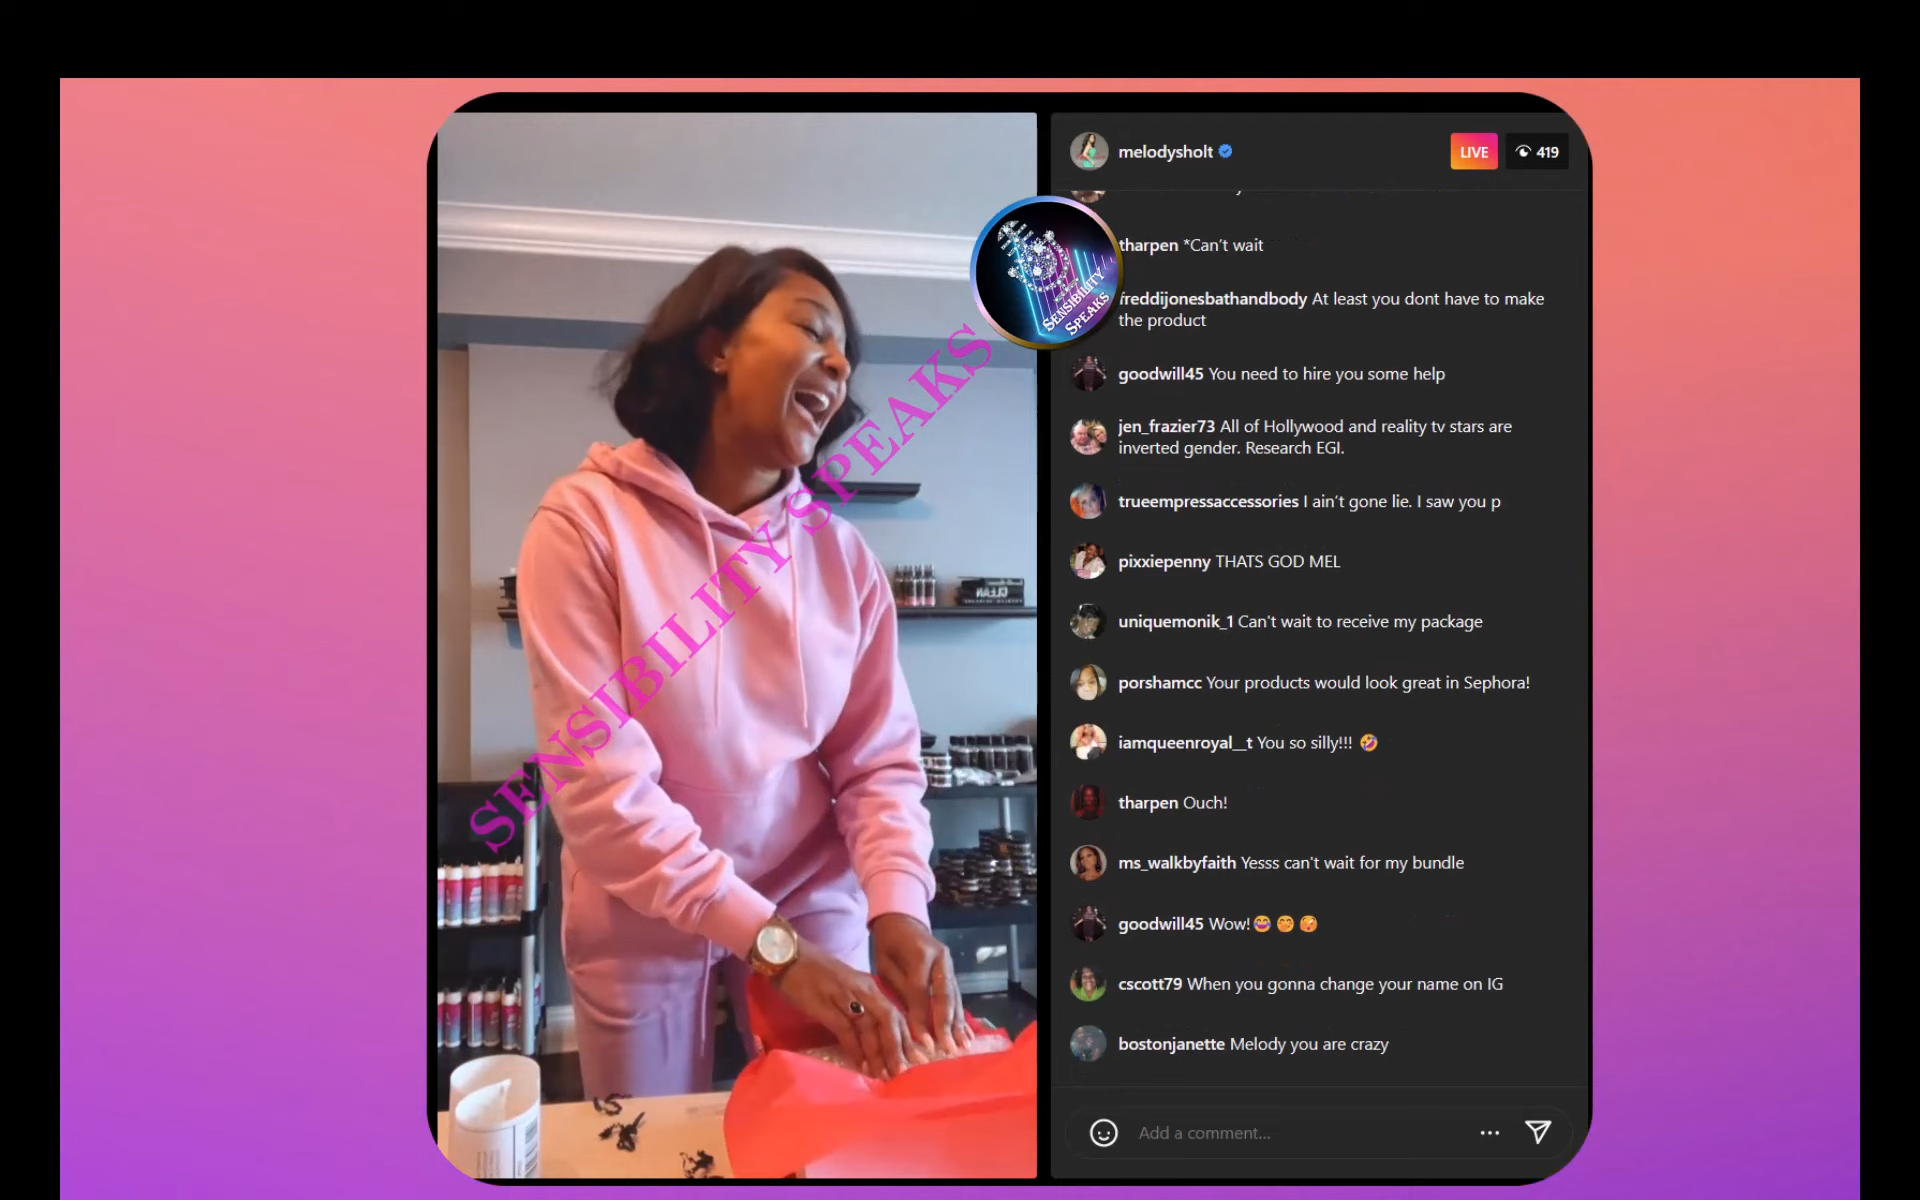 melodysholt
LIVE
419
tharpen *Can't wait
freddijonesbathandbody At least you dont have to make
the product
goodwill45 You need to hire you some help
jen_frazier73 All of Hollywood and reality tv stars are
inverted gender. Research EGI.
trueempressaccessories I ain't gone lie. I saw you p
pixxiepenny THATS GOD MEL
uniquemonik_1 Can't wait to receive my package
porshamcc Your products would look great in Sephora!
iamqueenroyal__t You so silly!!! 🤣
tharpen Ouch!
ms_walkbyfaith Yesss can't wait for my bundle
goodwill45 Wow!
cscott79 When you gonna change your name on IG
bostonjanette Melody you are crazy
Add a comment...
SENSIBILITY SPEAKS
SENSIBILITY
SPEAKS
CLEAN